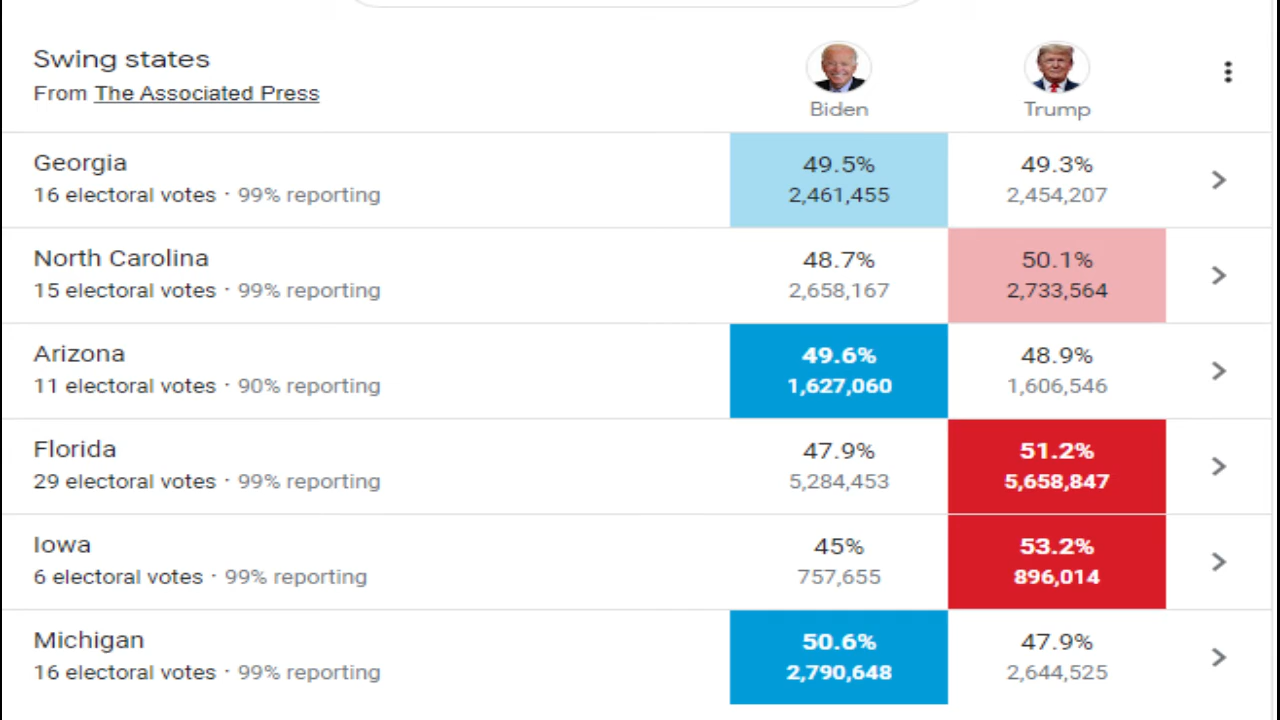 Swing states
From The Associated Press
Biden
Trump
Georgia
16 electoral votes · 99% reporting
49.5%
2,461,455
49.3%
2,454,207
North Carolina
15 electoral votes · 99% reporting
48.7%
2,658,167
50.1%
2,733,564
Arizona
11 electoral votes · 90% reporting
49.6%
1,627,060
48.9%
1,606,546
Florida
29 electoral votes · 99% reporting
47.9%
5,284,453
51.2%
5,658,847
Iowa
6 electoral votes · 99% reporting
45%
757,655
53.2%
896,014
Michigan
16 electoral votes · 99% reporting
50.6%
2,790,648
47.9%
2,644,525